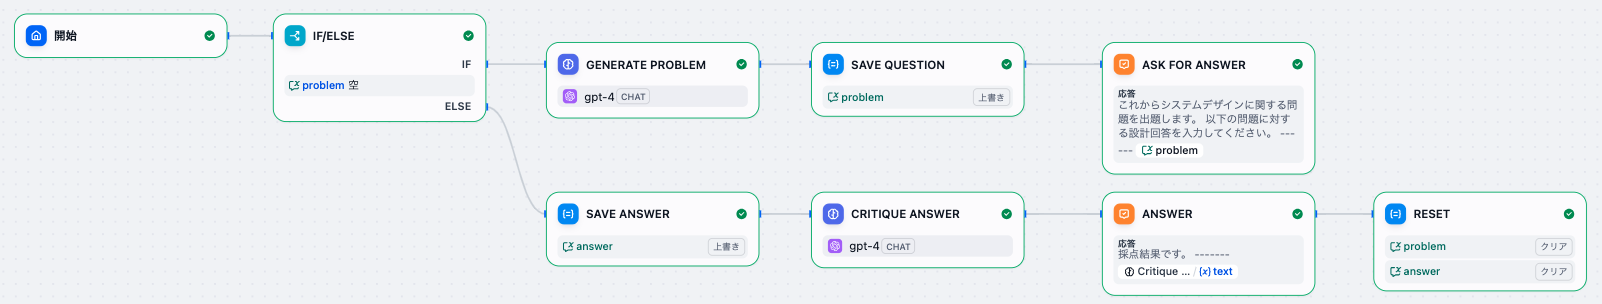 開始
IF/ELSE
IF
problem 空
ELSE
GENERATE PROBLEM
gpt-4 CHAT
SAVE QUESTION
problem 上書き
ASK FOR ANSWER
応答
これからシステムデザインに関する問
題を出題します。 以下の問題に対す
る設計回答を入力してください。 ---
---- problem
SAVE ANSWER
answer 上書き
CRITIQUE ANSWER
gpt-4 CHAT
ANSWER
応答
採点結果です。 -------
Critique ... / (x) text
RESET
problem クリア
answer クリア